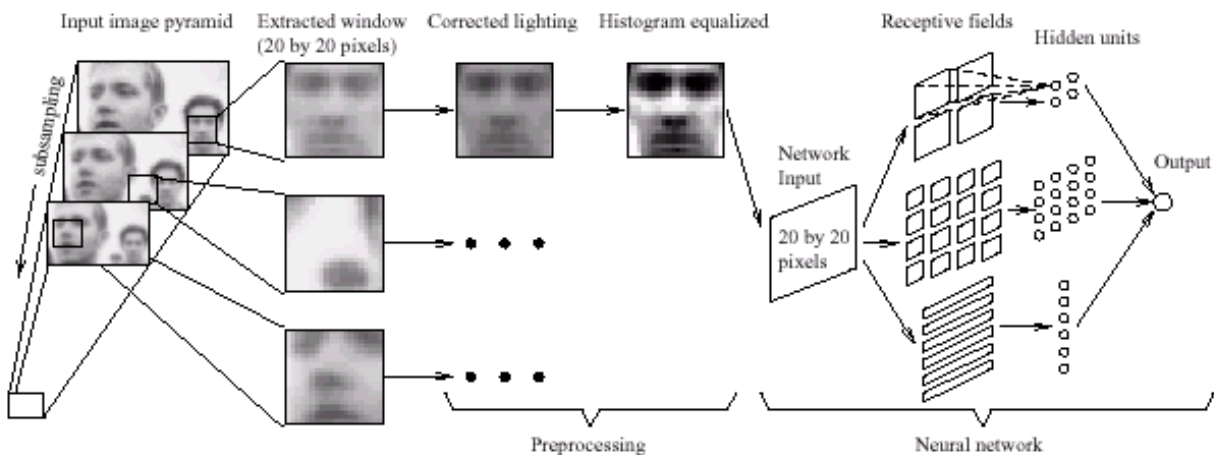 Input image pyramid
Extracted window
(20 by 20 pixels)
Corrected lighting
Histogram equalized
Receptive fields
Hidden units
subsampling
Network
Input
20 by 20
pixels
Output
Preprocessing
Neural network